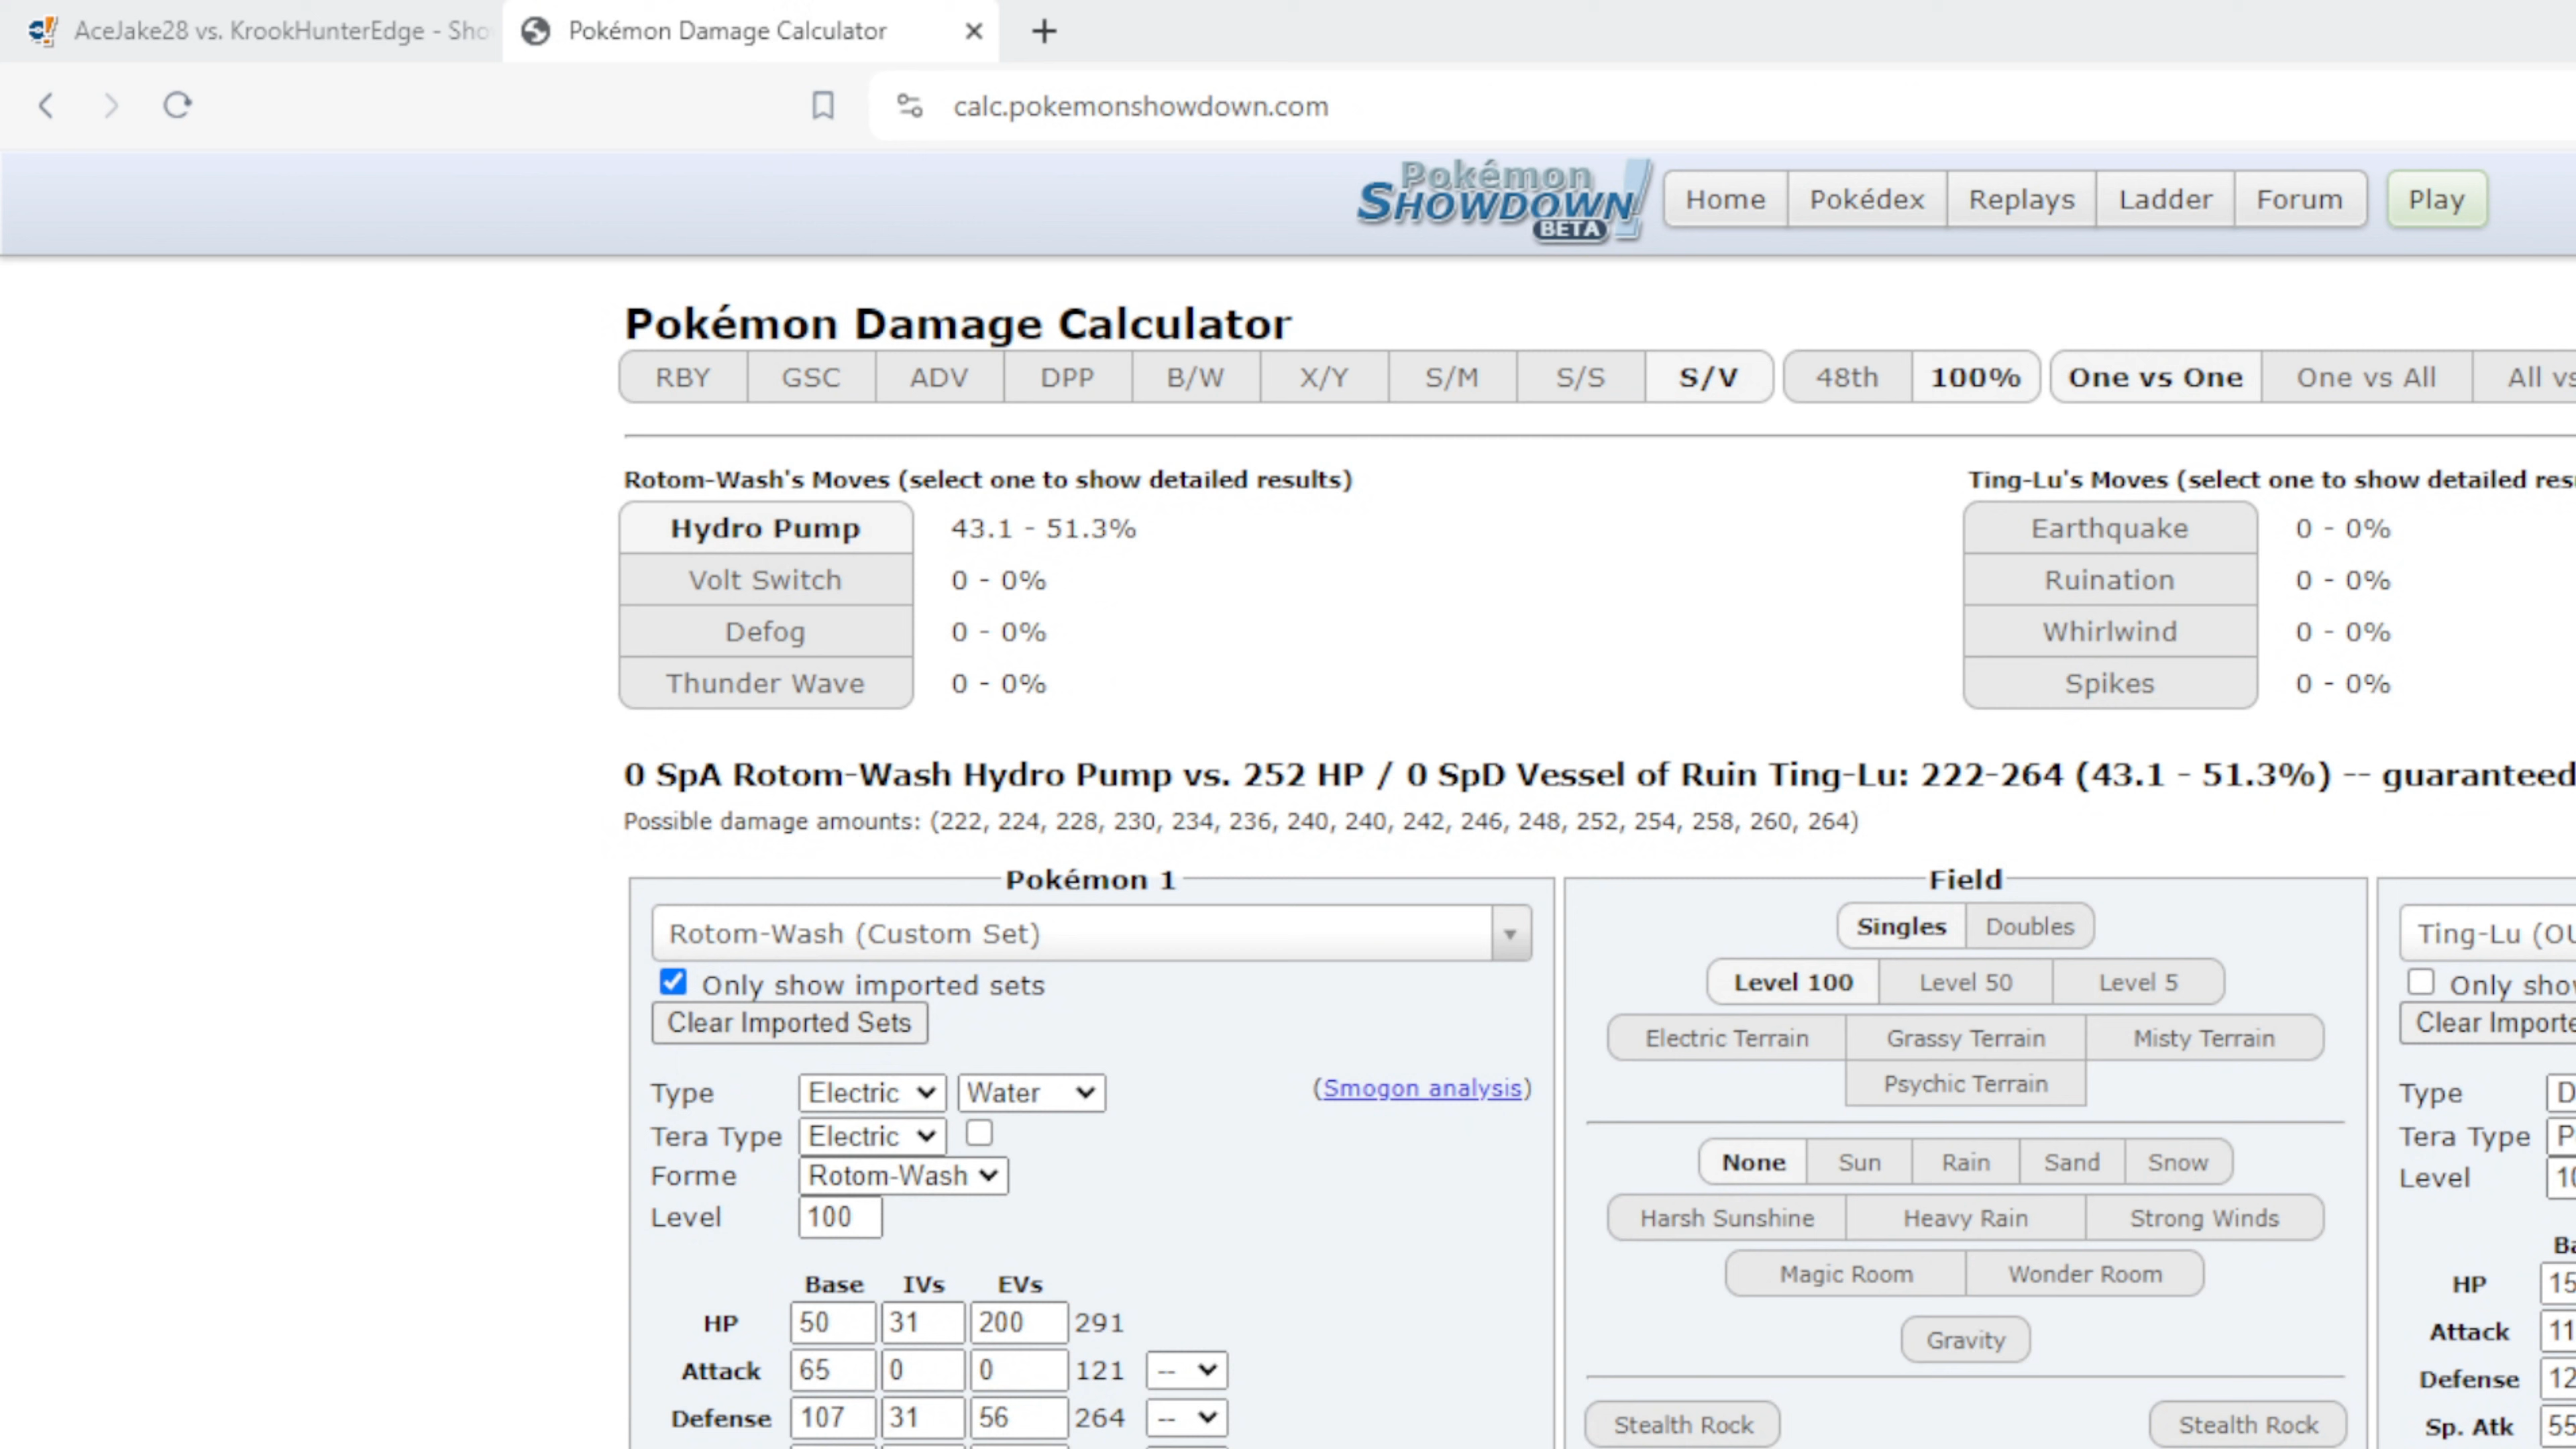 AceJake28 vs. KrookHunterEdge - Sho
Pokémon Damage Calculator
calc.pokemonshowdown.com
Pokémon
SHOWDOWN!
BETA
Home Pokédex Replays Ladder Forum Play
Pokémon Damage Calculator
RBY GSC ADV DPP B/W X/Y S/M S/S S/V 48th 100% One vs One One vs All All vs
Rotom-Wash's Moves (select one to show detailed results)
Hydro Pump 43.1 - 51.3%
Volt Switch 0 - 0%
Defog 0 - 0%
Thunder Wave 0 - 0%
Ting-Lu's Moves (select one to show detailed res
Earthquake 0 - 0%
Ruination 0 - 0%
Whirlwind 0 - 0%
Spikes 0 - 0%
0 SpA Rotom-Wash Hydro Pump vs. 252 HP / 0 SpD Vessel of Ruin Ting-Lu: 222-264 (43.1 - 51.3%) -- guaranteed
Possible damage amounts: (222, 224, 228, 230, 234, 236, 240, 240, 242, 246, 248, 252, 254, 258, 260, 264)
Pokémon 1
Rotom-Wash (Custom Set)
Only show imported sets
Clear Imported Sets
Type Electric Water (Smogon analysis)
Tera Type Electric
Forme Rotom-Wash
Level 100
Base IVs EVs
HP 50 31 200 291
Attack 65 0 0 121 --
Defense 107 31 56 264 --
Field
Singles Doubles
Level 100 Level 50 Level 5
Electric Terrain Grassy Terrain Misty Terrain
Psychic Terrain
None Sun Rain Sand Snow
Harsh Sunshine Heavy Rain Strong Winds
Magic Room Wonder Room
Gravity
Stealth Rock Stealth Rock
Ting-Lu (OU
Only sho
Clear Importe
Type D
Tera Type P
Level 10
Ba
HP 15
Attack 11
Defense 12
Sp. Atk 55